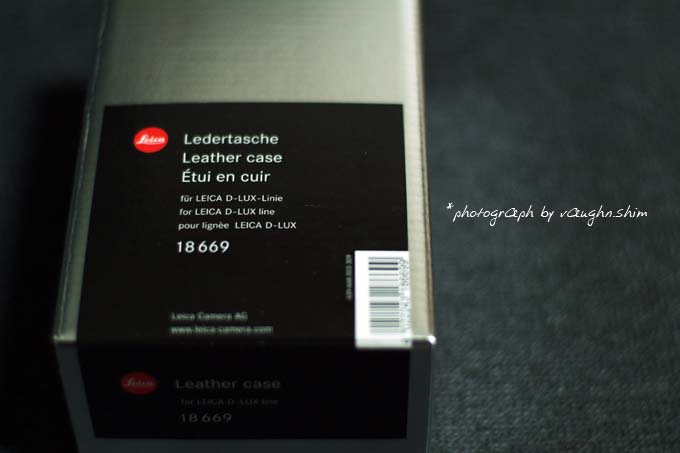 Leica
Ledertasche
Leather case
Étui en cuir
für LEICA D-LUX-Linie
for LEICA D-LUX line
pour lignée LEICA D-LUX
18 669
Leica Camera AG
www.leica-camera.com
Leica
Leather case
for LEICA D-LUX line
18 669
*photograph by vaughn.shim